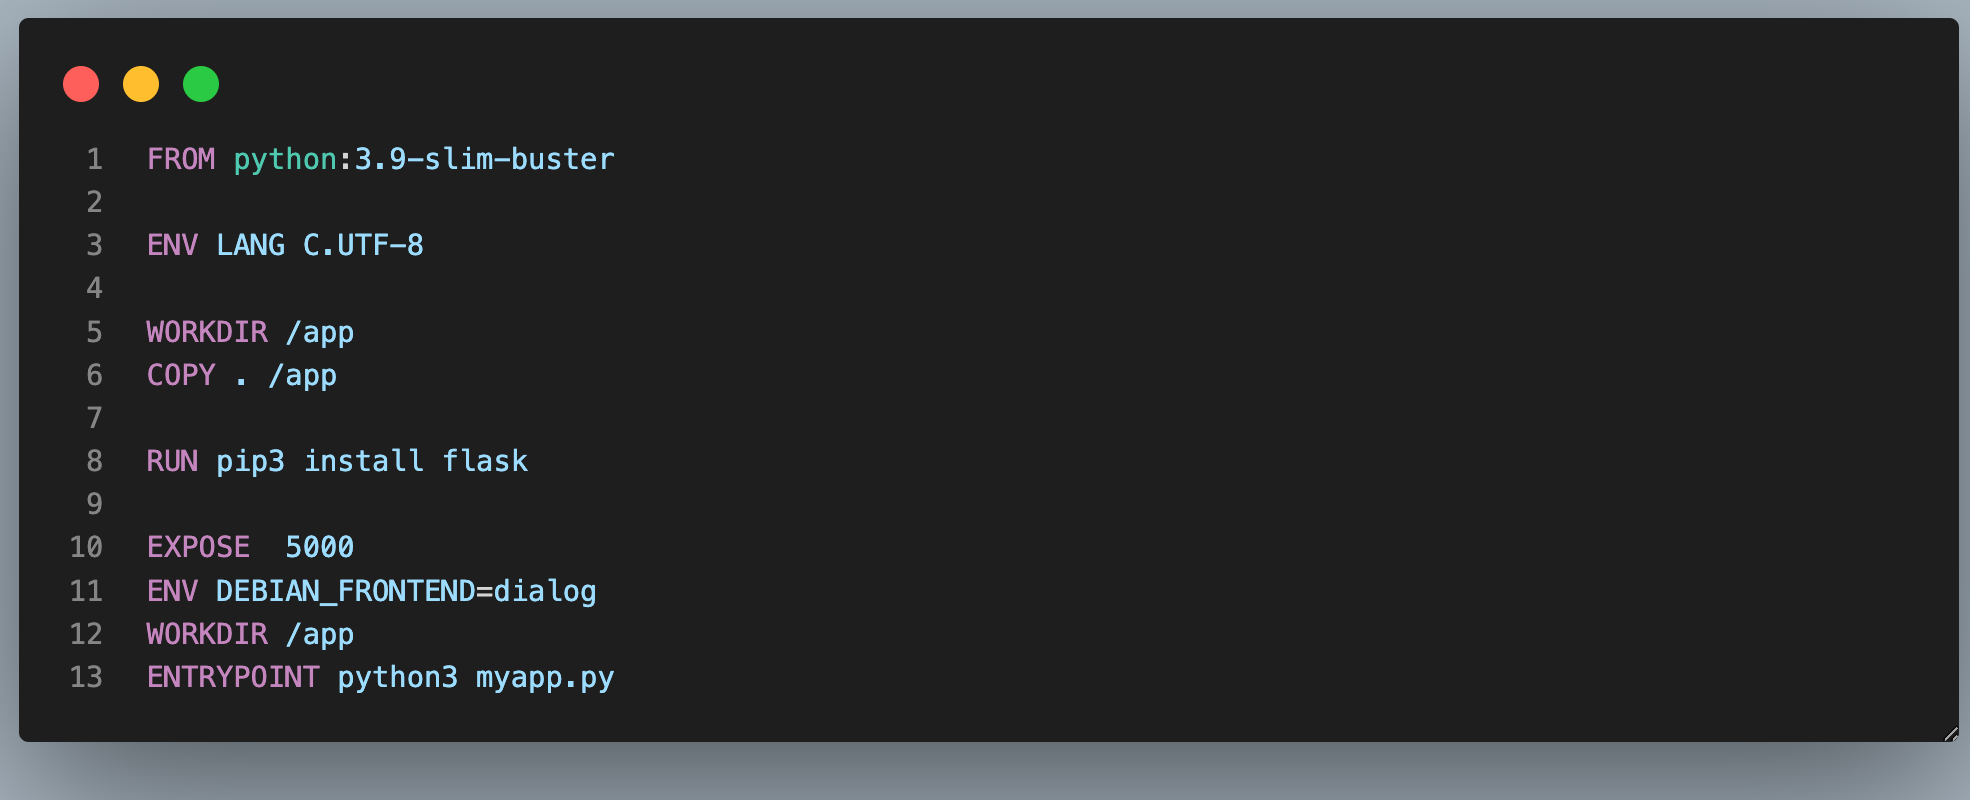 1 FROM python:3.9-slim-buster
2
3 ENV LANG C.UTF-8
4
5 WORKDIR /app
6 COPY . /app
7
8 RUN pip3 install flask
9
10 EXPOSE  5000
11 ENV DEBIAN_FRONTEND=dialog
12 WORKDIR /app
13 ENTRYPOINT python3 myapp.py